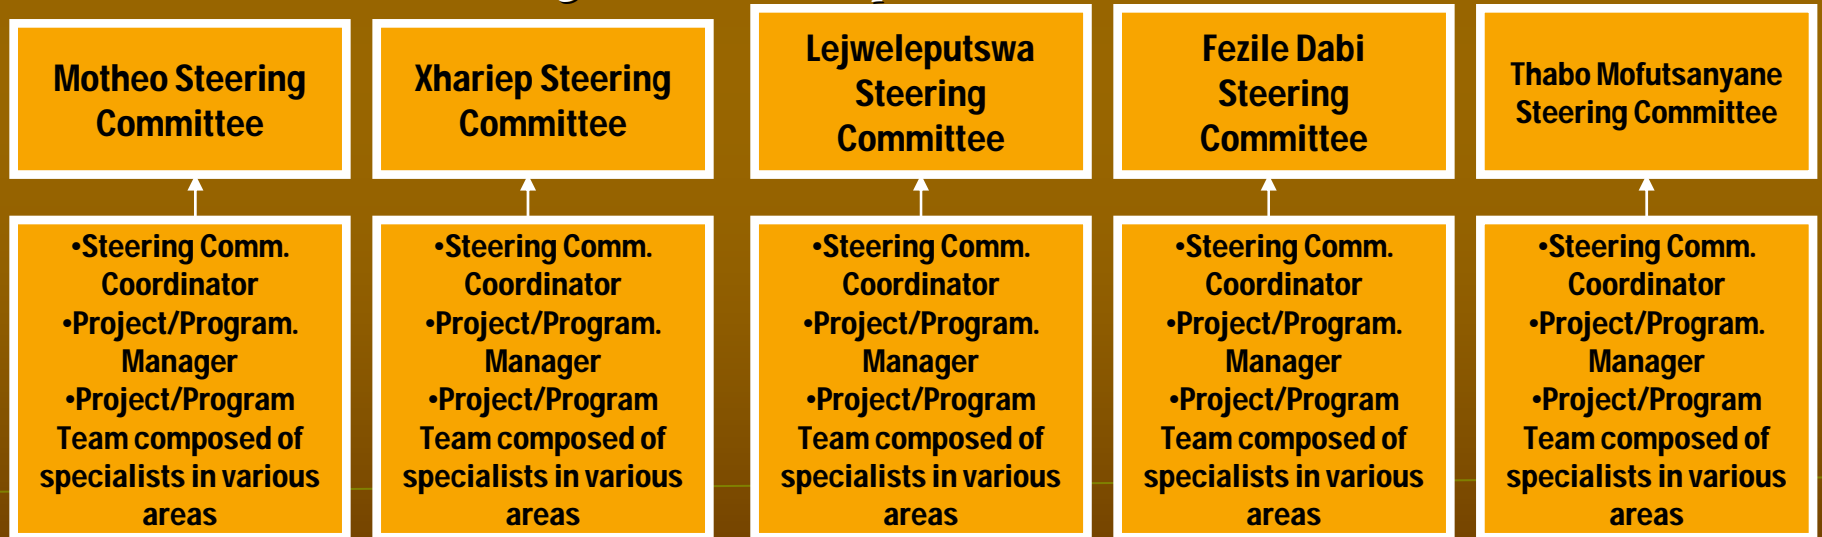 Motheo Steering
Committee
Xhariep Steering
Committee
Lejweleputswa
Steering
Committee
Fezile Dabi
Steering
Committee
Thabo Mofutsanyane
Steering Committee
•Steering Comm.
Coordinator
•Project/Program.
Manager
•Project/Program
Team composed of
specialists in various
areas
•Steering Comm.
Coordinator
•Project/Program.
Manager
•Project/Program
Team composed of
specialists in various
areas
•Steering Comm.
Coordinator
•Project/Program.
Manager
•Project/Program
Team composed of
specialists in various
areas
•Steering Comm.
Coordinator
•Project/Program.
Manager
•Project/Program
Team composed of
specialists in various
areas
•Steering Comm.
Coordinator
•Project/Program.
Manager
•Project/Program
Team composed of
specialists in various
areas